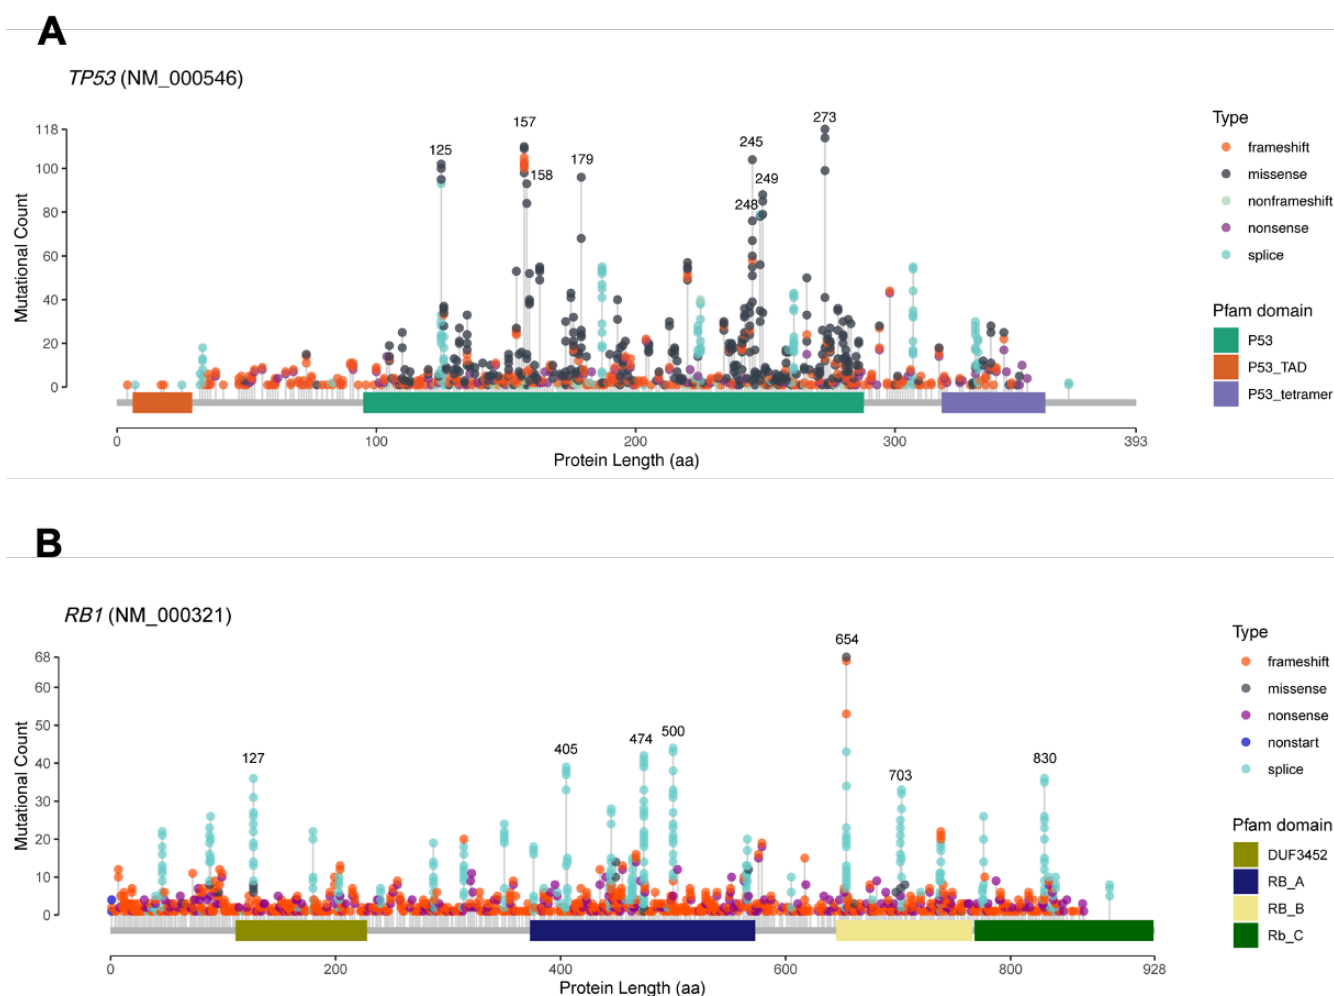 A
TP53 (NM_000546)
Mutational Count
118
100
80
60
40
20
0
125
157
158
179
245
248
249
273
0
100
200
300
393
Protein Length (aa)
Type
frameshift
missense
nonframeshift
nonsense
splice
Pfam domain
P53
P53_TAD
P53_tetramer
B
RB1 (NM_000321)
Mutational Count
68
60
50
40
30
20
10
0
127
405
474
500
654
703
830
0
200
400
600
800
928
Protein Length (aa)
Type
frameshift
missense
nonsense
nonstart
splice
Pfam domain
DUF3452
RB_A
RB_B
Rb_C